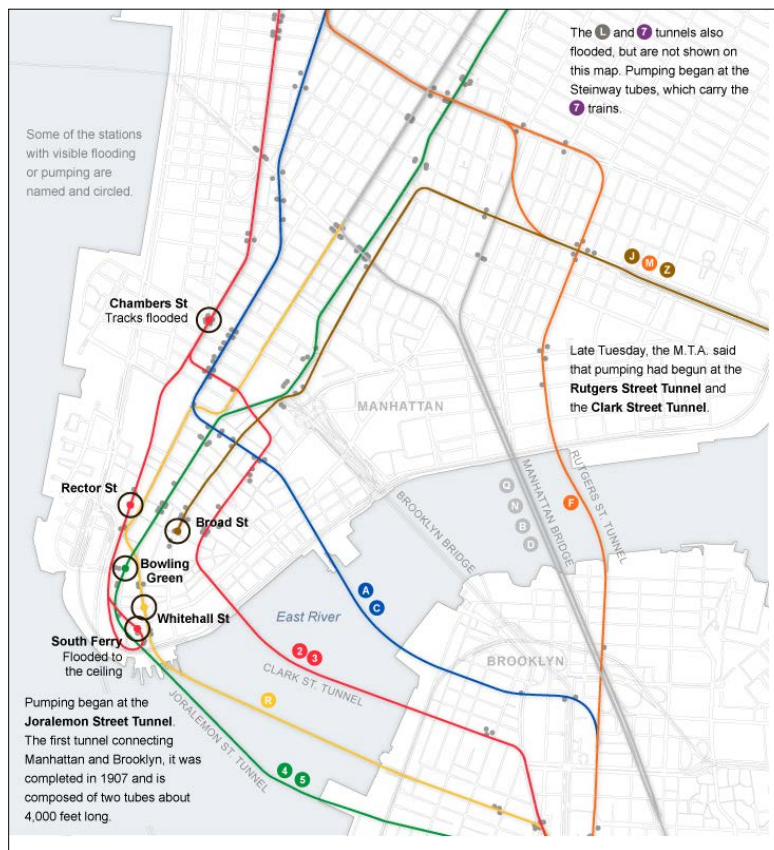 The L and 7 tunnels also
flooded, but are not shown on
this map. Pumping began at the
Steinway tubes, which carry the
7 trains.
Some of the stations
with visible flooding
or pumping are
named and circled.
J M Z
Chambers St
Tracks flooded
Late Tuesday, the M.T.A. said
that pumping had begun at the
Rutgers Street Tunnel and
the Clark Street Tunnel.
MANHATTAN
Rector St
Broad St
Q
N
B
D
MANHATTAN BRIDGE
RUTGERS ST. TUNNEL
F
BROOKLYN BRIDGE
Bowling
Green
A
C
Whitehall St
East River
South Ferry
Flooded to
the ceiling
2 3
CLARK ST. TUNNEL
BROOKLYN
R
JORALEMON ST. TUNNEL
4 5
Pumping began at the
Joralemon Street Tunnel.
The first tunnel connecting
Manhattan and Brooklyn, it was
completed in 1907 and is
composed of two tubes about
4,000 feet long.